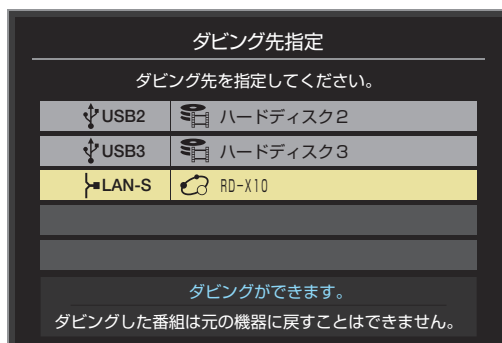 ダビング先指定
ダビング先を指定してください。
USB2 ハードディスク2
USB3 ハードディスク3
LAN-S RD-X10
ダビングができます。
ダビングした番組は元の機器に戻すことはできません。